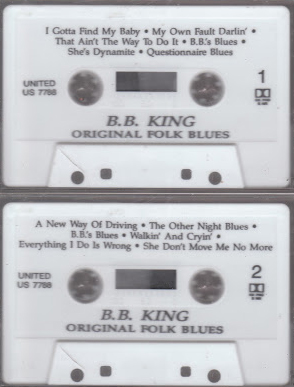 I Gotta Find My Baby • My Own Fault Darlin' •
That Ain't The Way To Do It • B.B.'s Blues •
She's Dynamite • Questionnaire Blues
UNITED
US 7788
1
B.B. KING
ORIGINAL FOLK BLUES
A New Way Of Driving • The Other Night Blues •
B.B.'s Blues • Walkin' And Cryin' •
Everything I Do Is Wrong • She Don't Move Me No More
UNITED
US 7788
2
B.B. KING
ORIGINAL FOLK BLUES